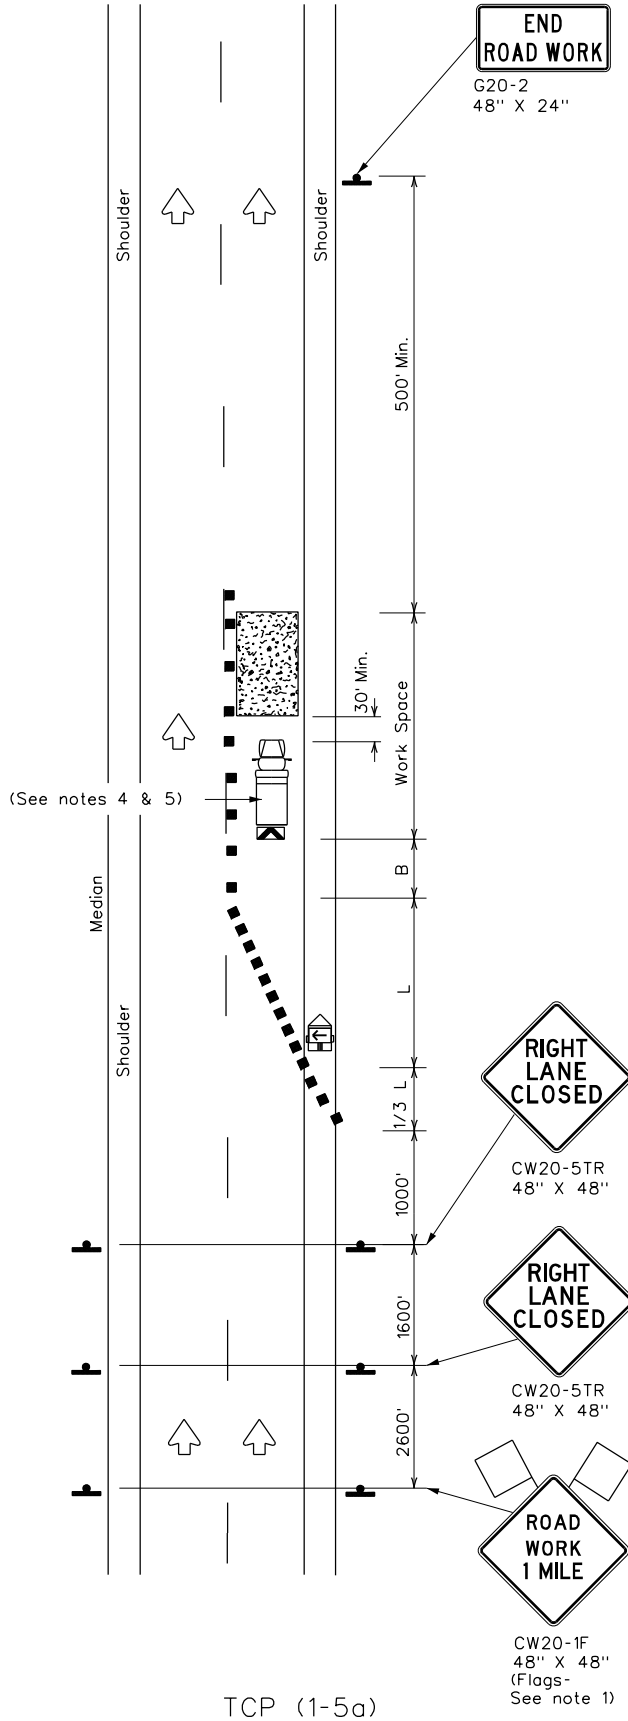 END
ROAD WORK
G20-2
48" X 24"
Shoulder
Shoulder
500' Min.
30' Min.
Work Space
(See notes 4 & 5)
B
Median
L
Shoulder
1/3 L
RIGHT
LANE
CLOSED
CW20-5TR
48" X 48"
1000'
1600'
RIGHT
LANE
CLOSED
CW20-5TR
48" X 48"
2600'
ROAD
WORK
1 MILE
CW20-1F
48" X 48"
(Flags-
See note 1)
TCP (1-5a)